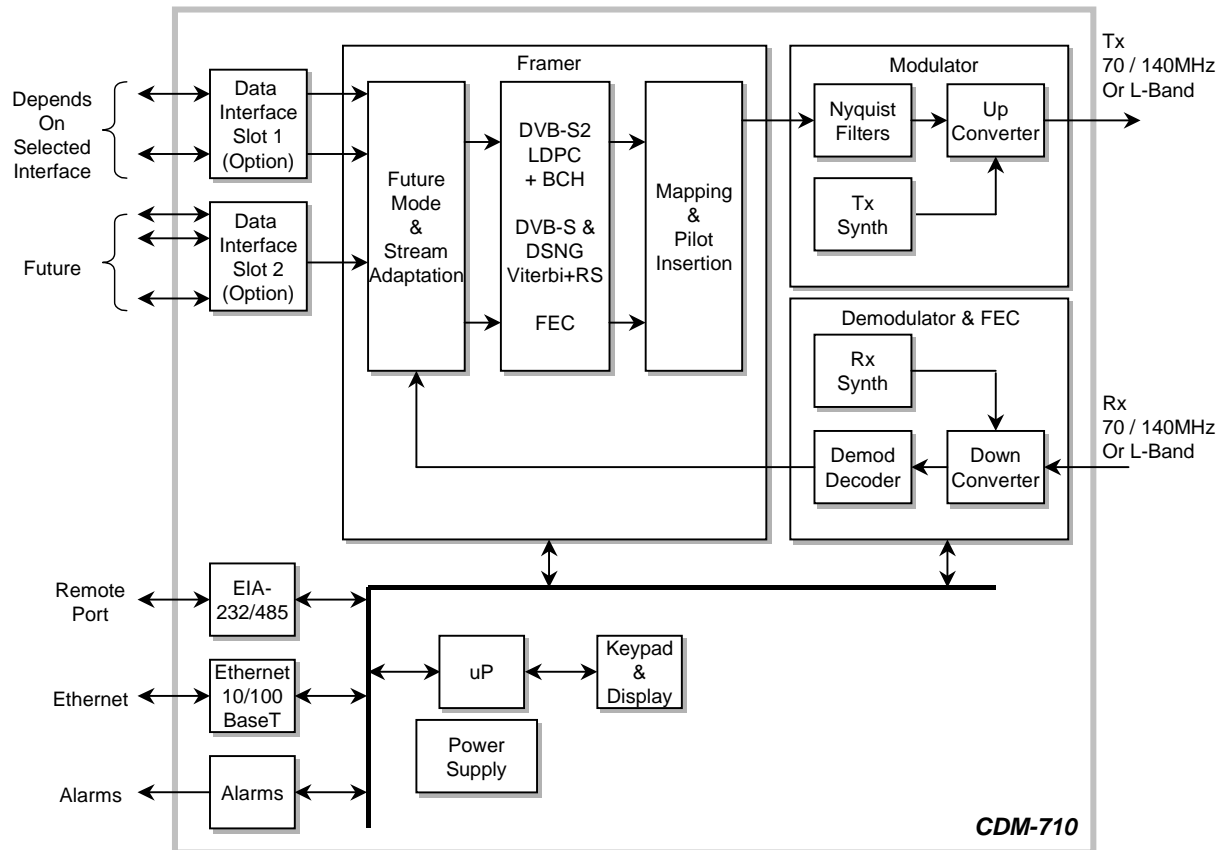 Depends
On
Selected
Interface
Future
Data
Interface
Slot 1
(Option)
Data
Interface
Slot 2
(Option)
Framer
Future
Mode
&
Stream
Adaptation
DVB-S2
LDPC
+ BCH
DVB-S &
DSNG
Viterbi+RS
FEC
Mapping
&
Pilot
Insertion
Modulator
Nyquist
Filters
Up
Converter
Tx
Synth
Tx
70 / 140MHz
Or L-Band
Demodulator & FEC
Rx
Synth
Demod
Decoder
Down
Converter
Rx
70 / 140MHz
Or L-Band
Remote
Port
EIA-
232/485
Ethernet
Ethernet
10/100
BaseT
Alarms
Alarms
uP
Keypad
&
Display
Power
Supply
CDM-710